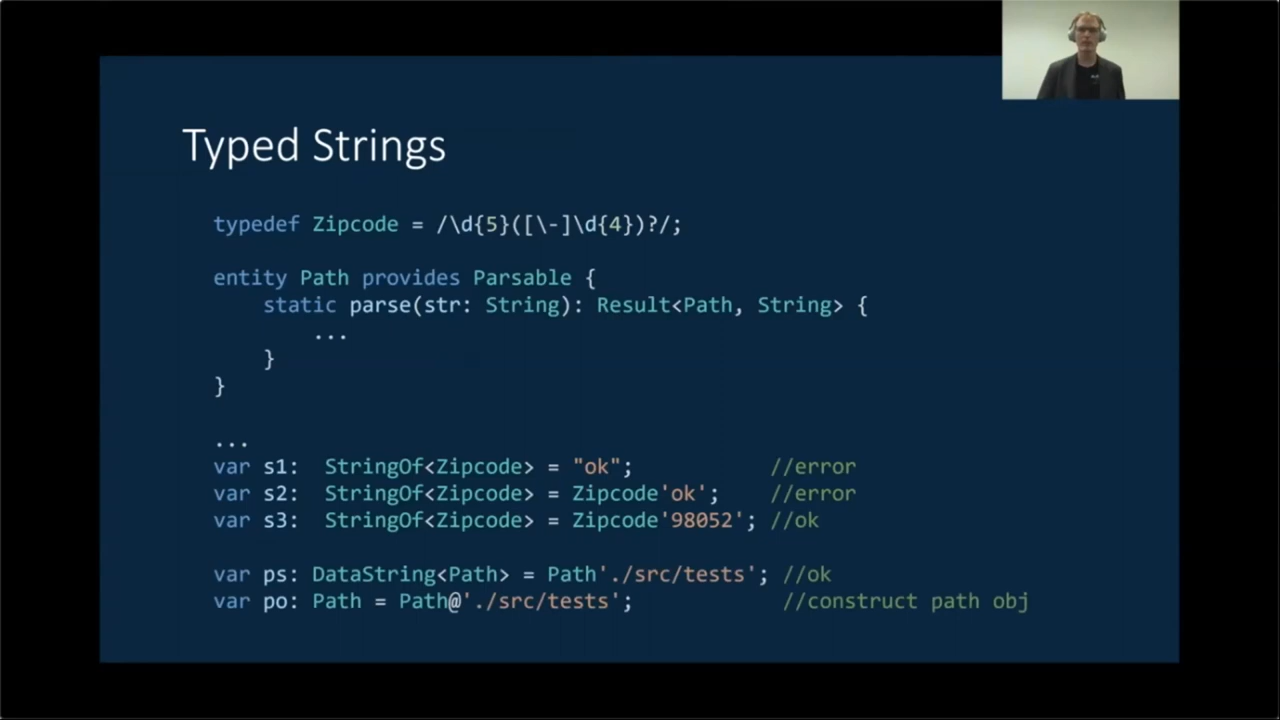 Typed Strings
typedef Zipcode = /\d{5}([\-]\d{4})?/;
entity Path provides Parsable {
static parse(str: String): Result<Path, String> {
...
}
}
...
var s1: StringOf<Zipcode> = "ok"; //error
var s2: StringOf<Zipcode> = Zipcode'ok'; //error
var s3: StringOf<Zipcode> = Zipcode'98052'; //ok
var ps: DataString<Path> = Path'./src/tests'; //ok
var po: Path = Path@'./src/tests'; //construct path obj